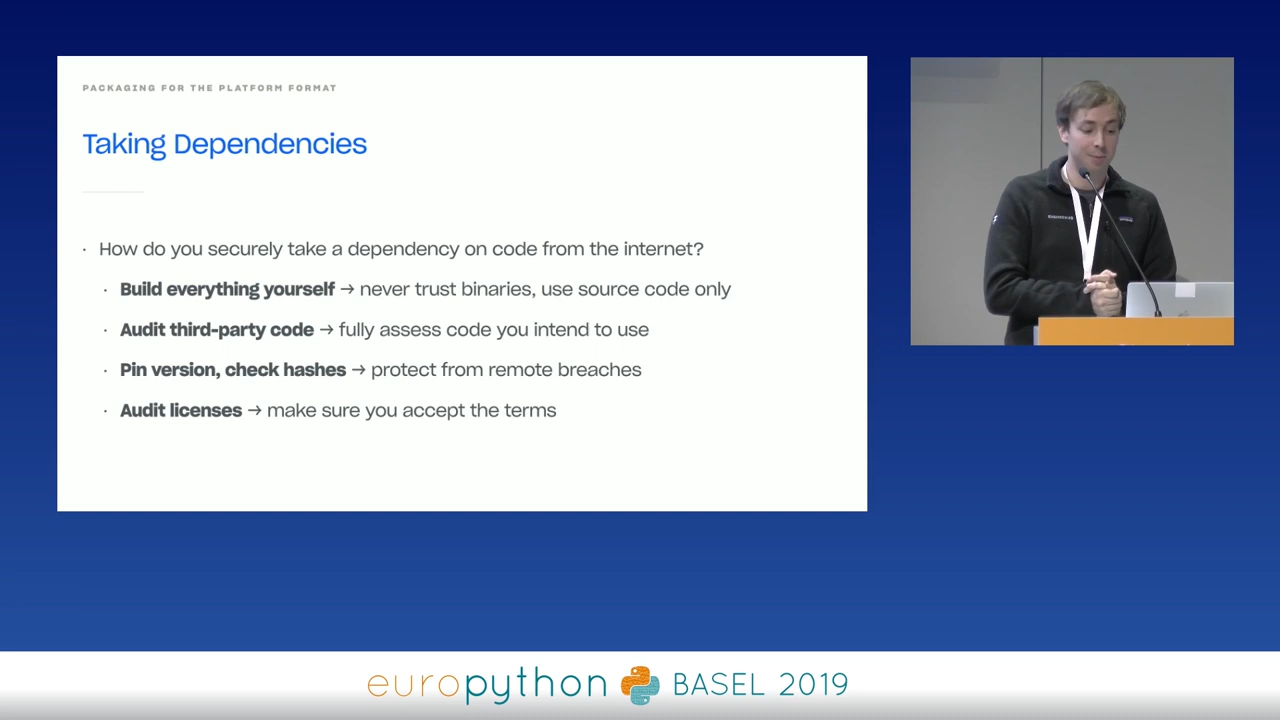 PACKAGING FOR THE PLATFORM FORMAT
Taking Dependencies
· How do you securely take a dependency on code from the internet?
· Build everything yourself → never trust binaries, use source code only
· Audit third-party code → fully assess code you intend to use
· Pin version, check hashes → protect from remote breaches
· Audit licenses → make sure you accept the terms
europython BASEL 2019